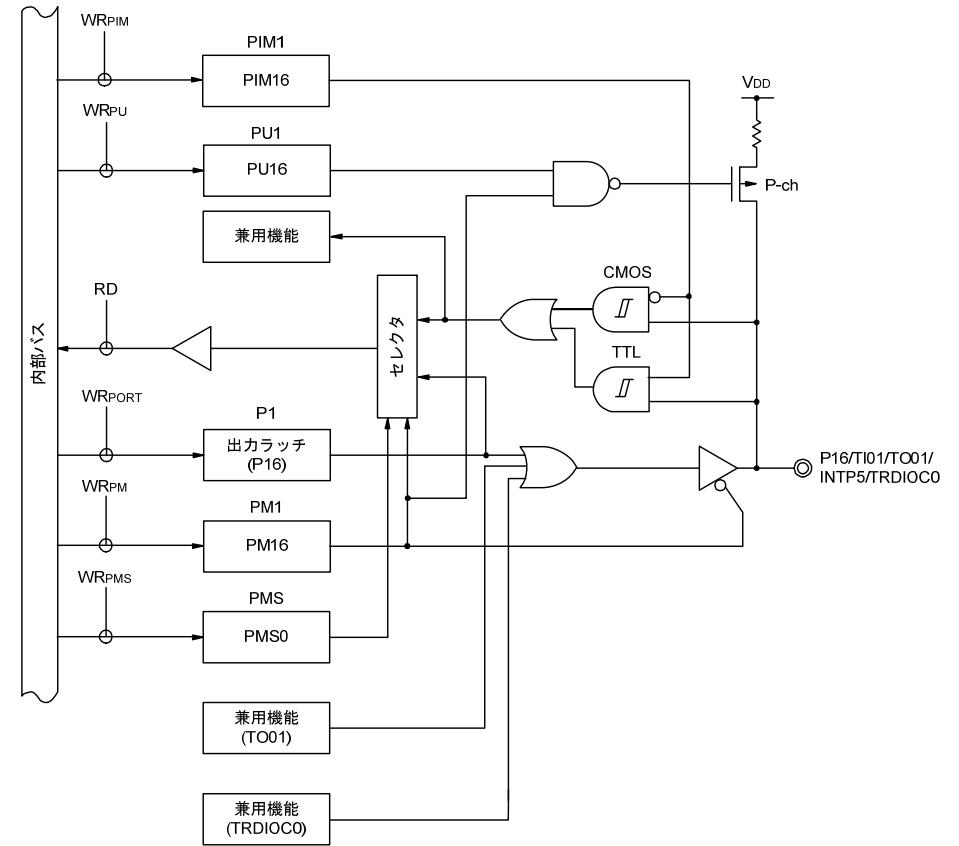 WRPIM
PIM1
PIM16
VDD
WRPU
PU1
PU16
P-ch
兼用機能
CMOS
RD
セレクタ
内部バス
TTL
WRPORT
P1
出力ラッチ
(P16)
P16/TI01/TO01/
INTP5/TRDIOC0
WRPM
PM1
PM16
WRPMS
PMS
PMS0
兼用機能
(TO01)
兼用機能
(TRDIOC0)